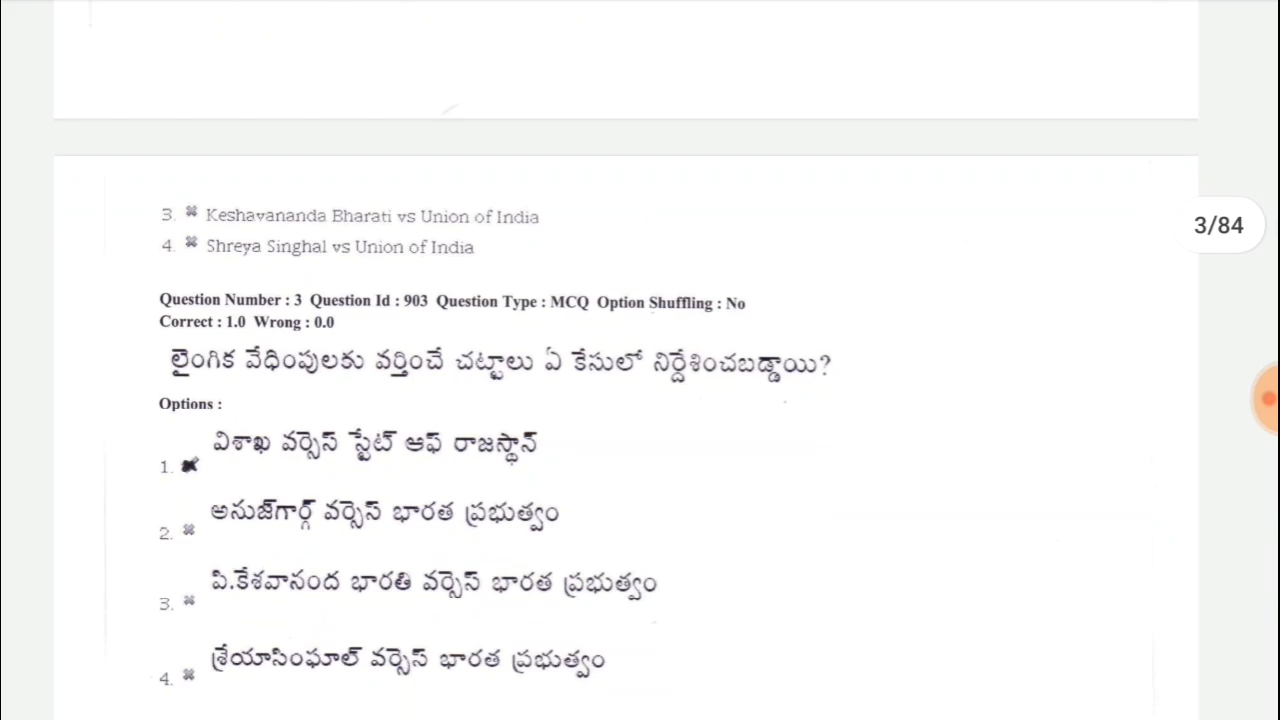 3. Keshavananda Bharati vs Union of India
4. Shreya Singhal vs Union of India
3/84
Question Number : 3 Question Id : 903 Question Type : MCQ Option Shuffling : No
Correct : 1.0 Wrong : 0.0
లైంగిక వేధింపులకు వర్తించే చట్టాలు ఏ కేసులో నిర్దేశించబడ్డాయి?
Options :
1. విశాఖ వర్సెస్ స్టేట్ ఆఫ్ రాజస్థాన్
2. అనుజ్‌గార్గ్ వర్సెస్ భారత ప్రభుత్వం
3. పి.కేశవానంద భారతి వర్సెస్ భారత ప్రభుత్వం
4. శ్రేయాసింఘాల్ వర్సెస్ భారత ప్రభుత్వం